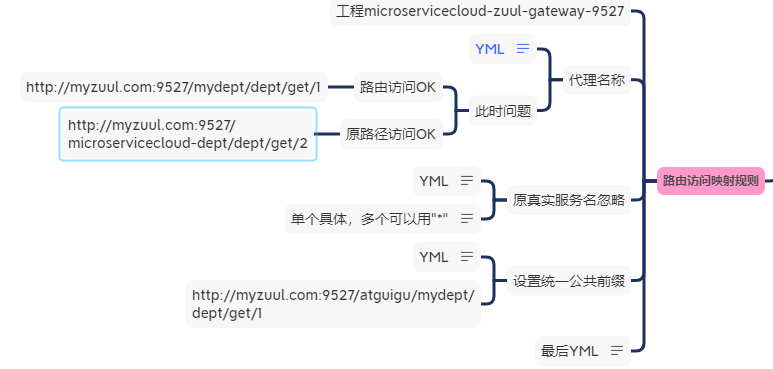 工程microservicecloud-zuul-gateway-9527
YML
代理名称
http://myzuul.com:9527/mydept/dept/get/1
路由访问OK
此时问题
http://myzuul.com:9527/
microservicecloud-dept/dept/get/2
原路径访问OK
路由访问映射规则
YML
原真实服务名忽略
单个具体，多个可以用"*"
YML
设置统一公共前缀
http://myzuul.com:9527/atguigu/mydept/
dept/get/1
最后YML